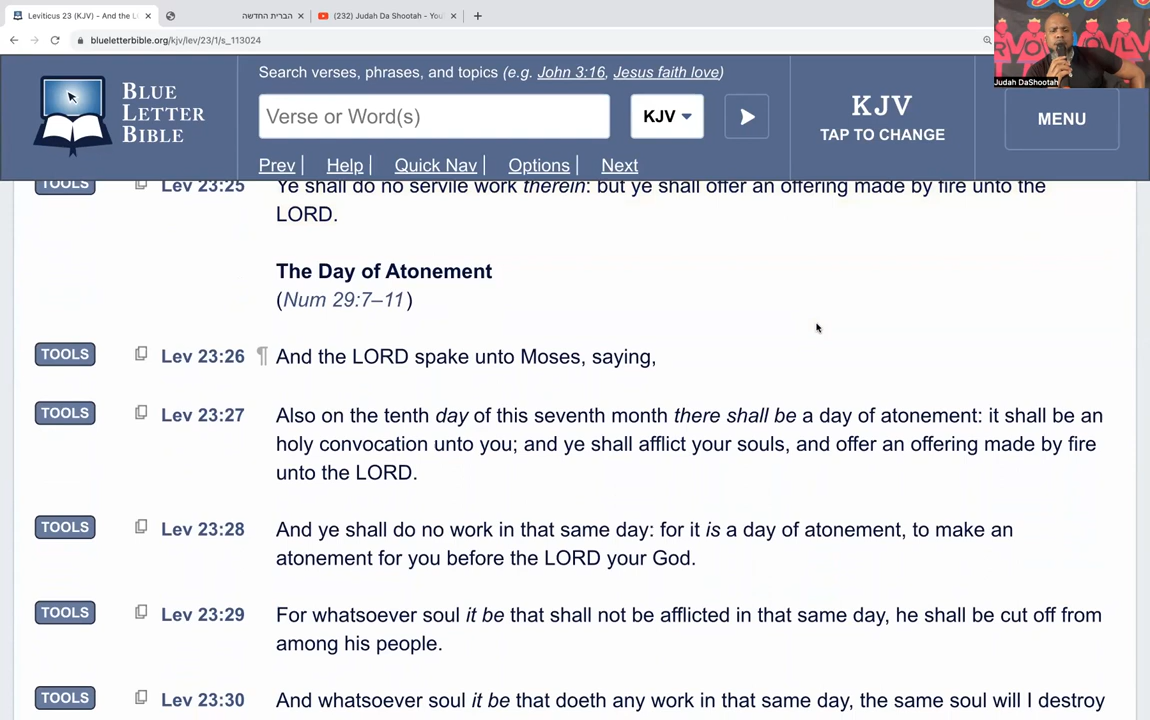 Leviticus 23 (KJV) - And the L
הברית החדשה
(232) Judah Da Shootah - You
blueletterbible.org/kjv/lev/23/1/s_113024
Judah DaShootah
BLUE
LETTER
BIBLE
Search verses, phrases, and topics (e.g. John 3:16, Jesus faith love)
Verse or Word(s)
KJV
Prev | Help | Quick Nav | Options | Next
KJV
TAP TO CHANGE
MENU
TOOLS Lev 23:25 Ye shall do no servile work therein: but ye shall offer an offering made by fire unto the
LORD.
The Day of Atonement
(Num 29:7–11)
TOOLS Lev 23:26 ¶ And the LORD spake unto Moses, saying,
TOOLS Lev 23:27 Also on the tenth day of this seventh month there shall be a day of atonement: it shall be an
holy convocation unto you; and ye shall afflict your souls, and offer an offering made by fire
unto the LORD.
TOOLS Lev 23:28 And ye shall do no work in that same day: for it is a day of atonement, to make an
atonement for you before the LORD your God.
TOOLS Lev 23:29 For whatsoever soul it be that shall not be afflicted in that same day, he shall be cut off from
among his people.
TOOLS Lev 23:30 And whatsoever soul it be that doeth any work in that same day, the same soul will I destroy